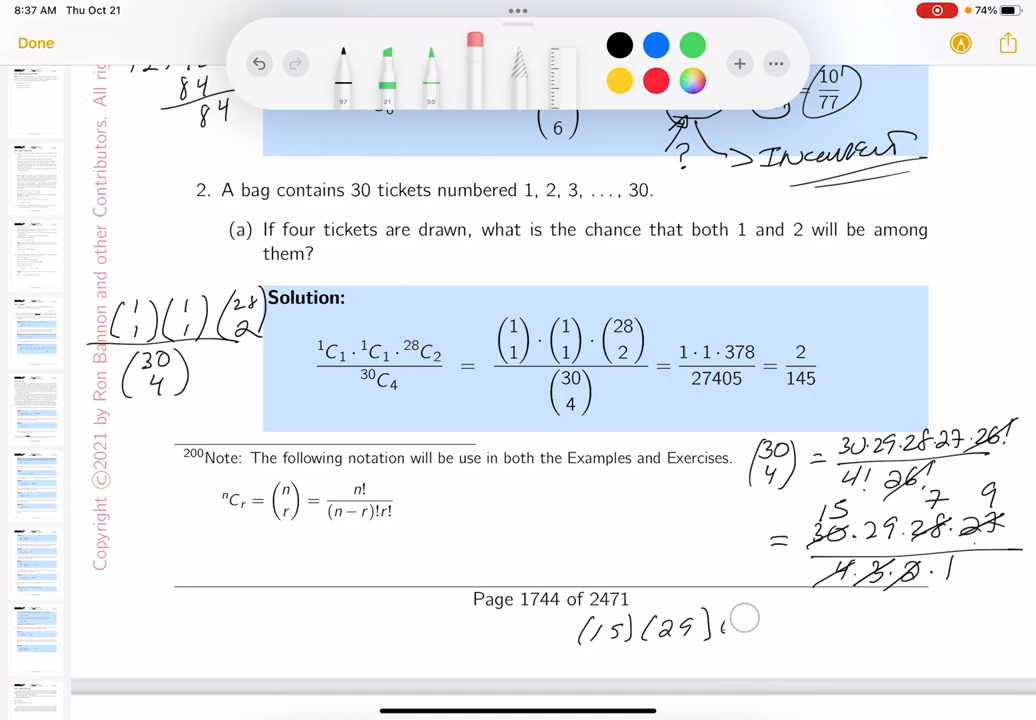 8:37 AM Thu Oct 21
74%
Done
97 21 50
84
84
( 6 )
= 10/77
?
Incorrect
Copyright ©2021 by Ron Bannon and other Contributors. All ri
2. A bag contains 30 tickets numbered 1, 2, 3, . . . , 30.
(a) If four tickets are drawn, what is the chance that both 1 and 2 will be among
them?
Solution:
(1 1)(1 1)(28 2) / (30 4)
¹C₁ · ¹C₁ · ²⁸C₂ / ³⁰C₄ = (1 1) · (1 1) · (28 2) / (30 4) = 1 · 1 · 378 / 27405 = 2/145
²⁰⁰Note: The following notation will be use in both the Examples and Exercises.
ⁿCᵣ = (n r) = n! / (n − r)!r!
(30 4) = 30·29·28·27·26! / 4! 26!
15 7 9
= 30·29·28·27 / 4·3·2·1
Page 1744 of 2471
(15)(29)(